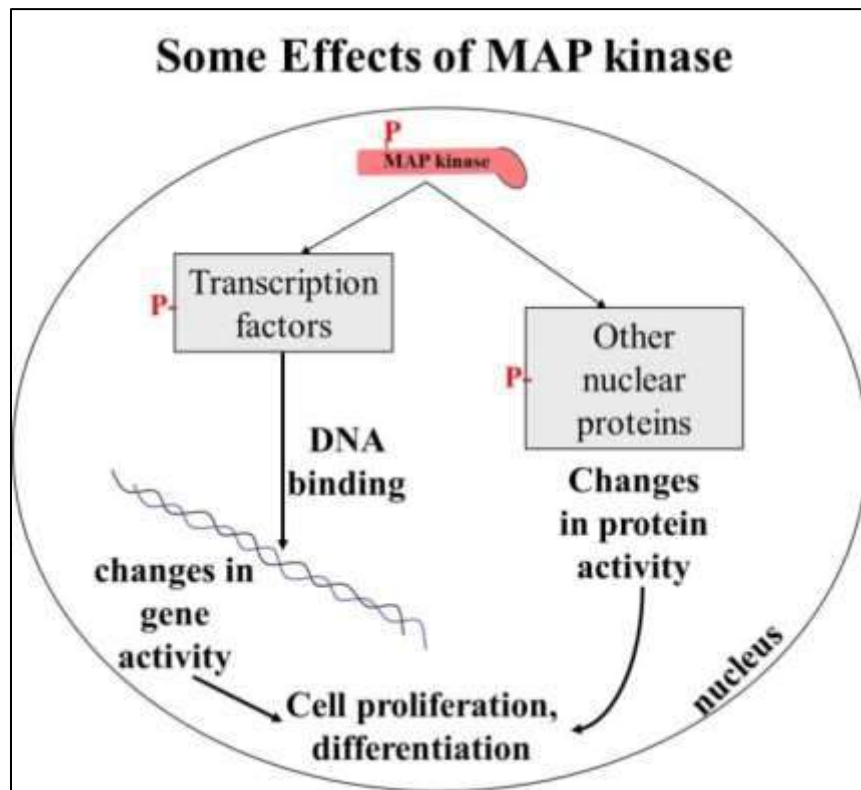 Some Effects of MAP kinase
P
MAP kinase
P-
Transcription
factors
P-
Other
nuclear
proteins
DNA
binding
Changes
in protein
activity
changes in
gene
activity
nucleus
Cell proliferation,
differentiation